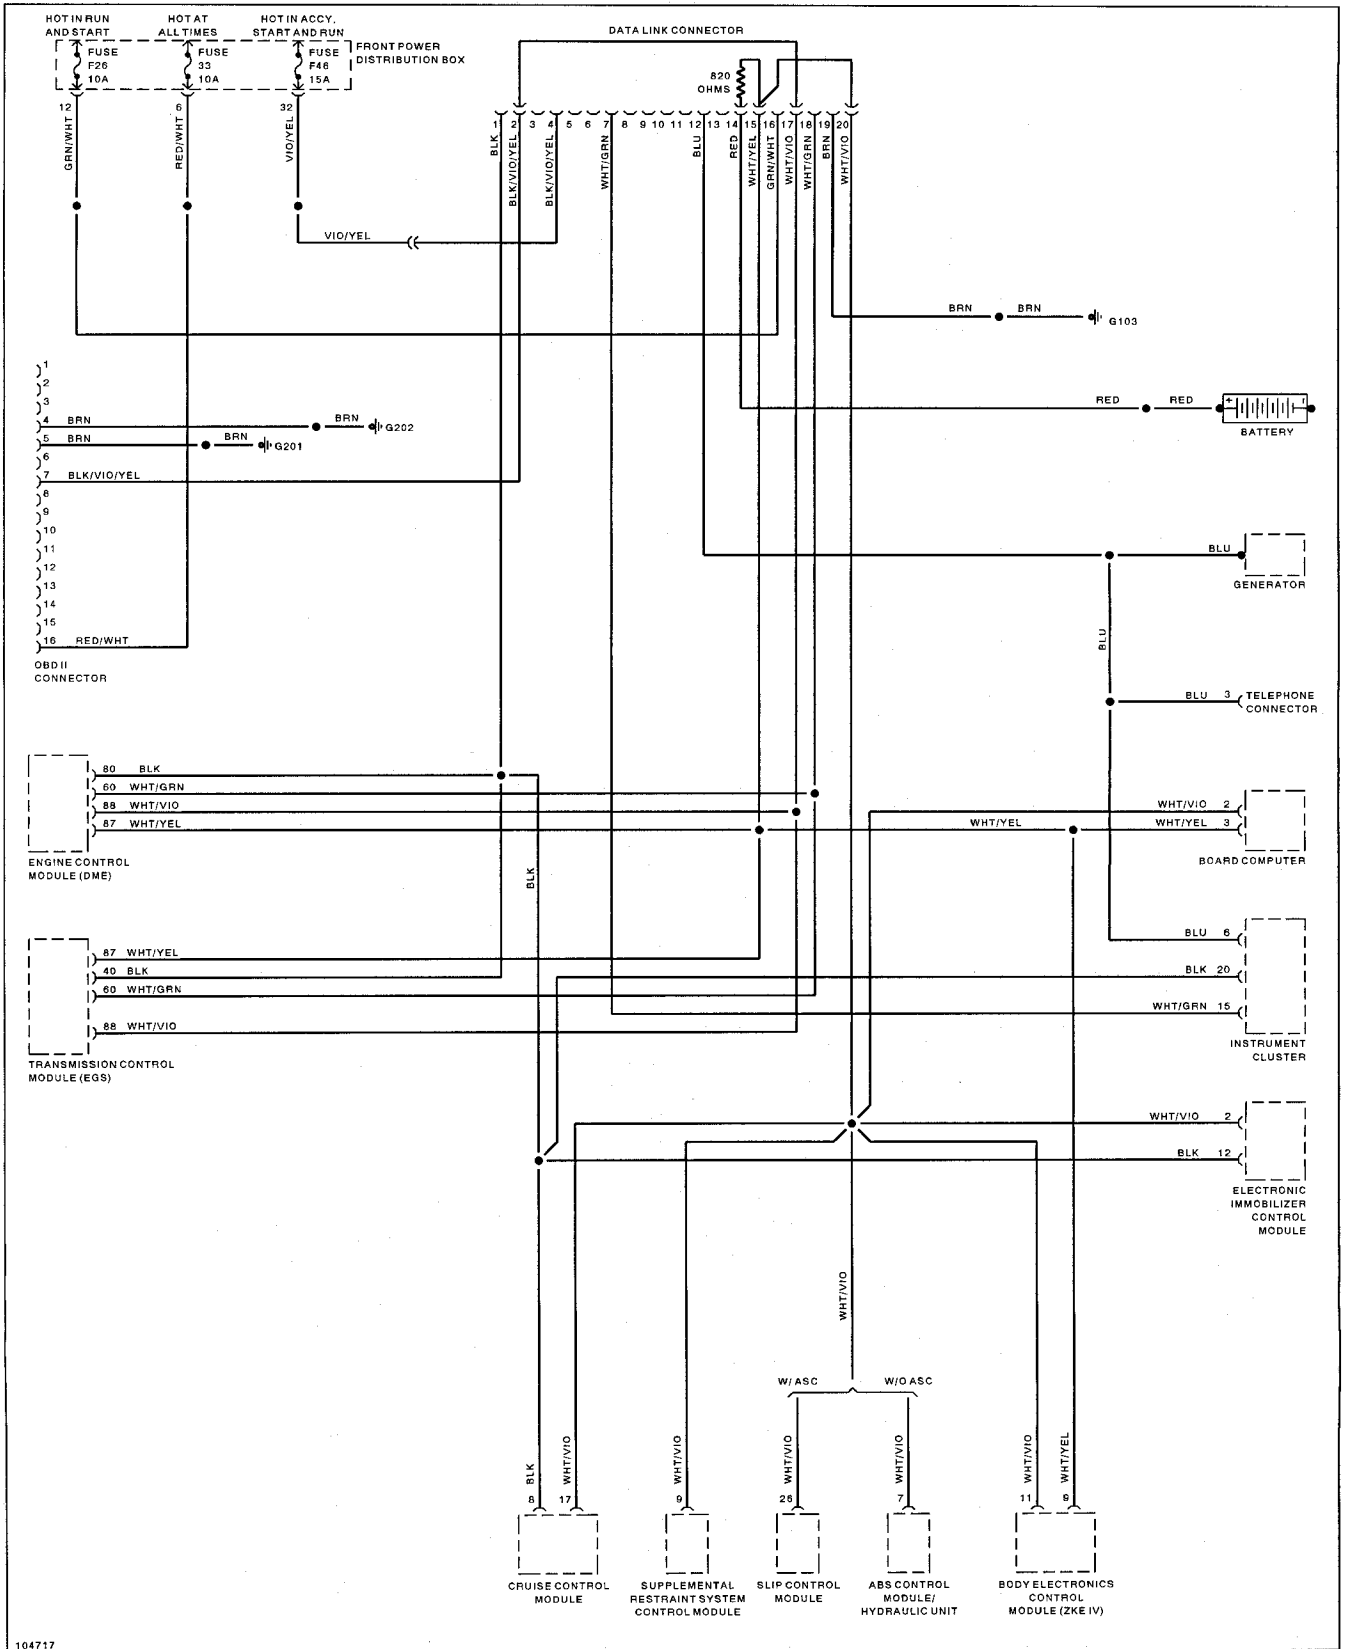 HOT IN RUN
AND START
HOT AT
ALL TIMES
HOT IN ACCY,
START AND RUN
FUSE
F26
10A
FUSE
33
10A
FUSE
F46
15A
FRONT POWER
DISTRIBUTION BOX
12
6
32
GRN/WHT
RED/WHT
VIO/YEL
VIO/YEL
DATA LINK CONNECTOR
820
OHMS
1 2 3 4 5 6 7 8 9 10 11 12 13 14 15 16 17 18 19 20
BLK
BLK/VIO/YEL
BLK/VIO/YEL
WHT/GRN
BLU
RED
WHT/YEL
GRN/WHT
WHT/VIO
WHT/GRN
BRN
WHT/VIO
BRN
BRN
G103
RED
RED
BATTERY
1
2
3
4 BRN BRN G202
5 BRN BRN G201
6
7 BLK/VIO/YEL
8
9
10
11
12
13
14
15
16 RED/WHT
OBD II
CONNECTOR
BLU
GENERATOR
BLU
BLU 3
TELEPHONE
CONNECTOR
80 BLK
60 WHT/GRN
88 WHT/VIO
87 WHT/YEL
ENGINE CONTROL
MODULE (DME)
BLK
WHT/YEL
WHT/VIO 2
WHT/YEL 3
BOARD COMPUTER
87 WHT/YEL
40 BLK
60 WHT/GRN
88 WHT/VIO
TRANSMISSION CONTROL
MODULE (EGS)
BLU 6
BLK 20
WHT/GRN 15
INSTRUMENT
CLUSTER
WHT/VIO 2
BLK 12
ELECTRONIC
IMMOBILIZER
CONTROL
MODULE
WHT/VIO
W/ ASC
W/O ASC
BLK
WHT/VIO
WHT/VIO
WHT/VIO
WHT/VIO
WHT/VIO
WHT/YEL
8 17 9 26 7 11 9
CRUISE CONTROL
MODULE
SUPPLEMENTAL
RESTRAINT SYSTEM
CONTROL MODULE
SLIP CONTROL
MODULE
ABS CONTROL
MODULE/
HYDRAULIC UNIT
BODY ELECTRONICS
CONTROL
MODULE (ZKE IV)
104717